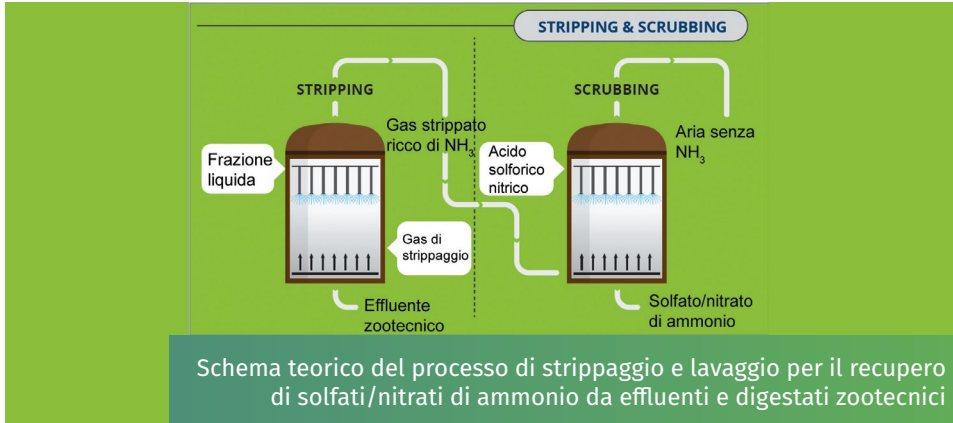 STRIPPING & SCRUBBING
STRIPPING
Gas strippato
ricco di NH3
Frazione
liquida
Gas di
strippaggio
Effluente
zootecnico
SCRUBBING
Aria senza
NH3
Acido
solforico
nitrico
Solfato/nitrato
di ammonio
Schema teorico del processo di strippaggio e lavaggio per il recupero
di solfati/nitrati di ammonio da effluenti e digestati zootecnici